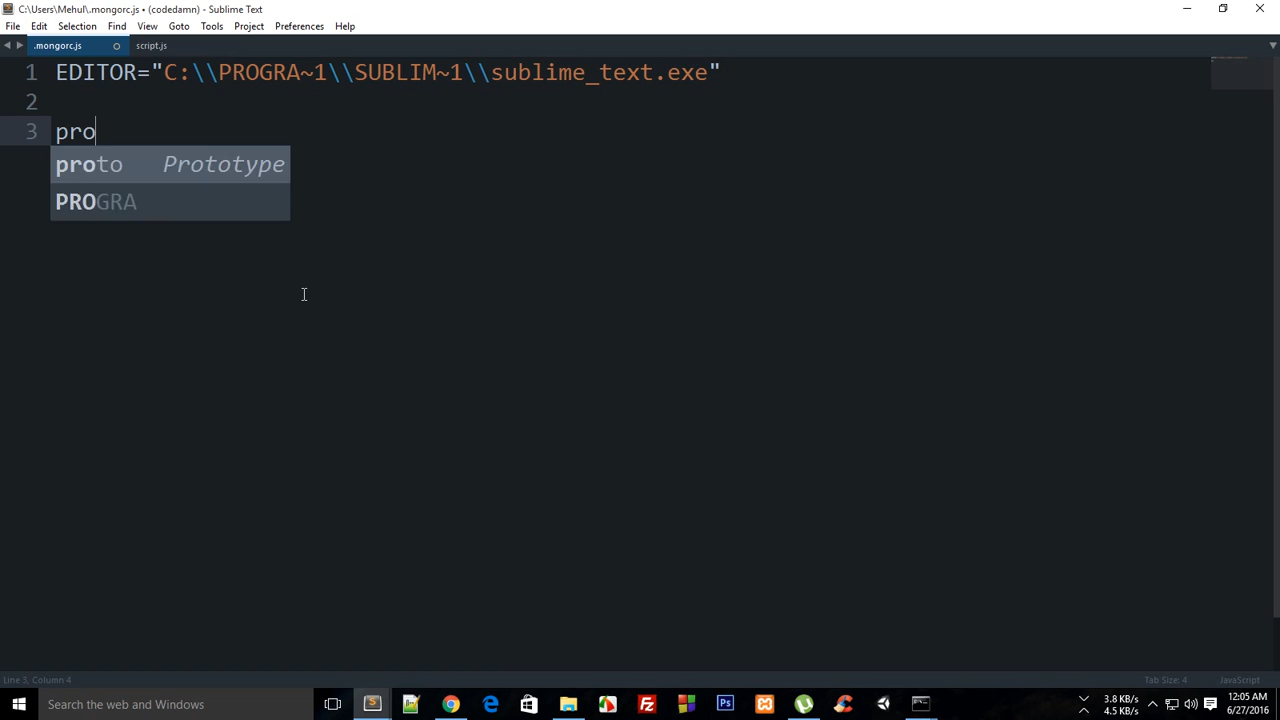 C:\Users\Mehul\.mongorc.js • (codedamn) - Sublime Text
File Edit Selection Find View Goto Tools Project Preferences Help
.mongorc.js script.js
1 EDITOR="C:\\PROGRA~1\\SUBLIM~1\\sublime_text.exe"
2
3 pro
proto Prototype
PROGRA
Line 3, Column 4 Tab Size: 4 JavaScript
Search the web and Windows
3.8 KB/s
4.5 KB/s
12:05 AM
6/27/2016